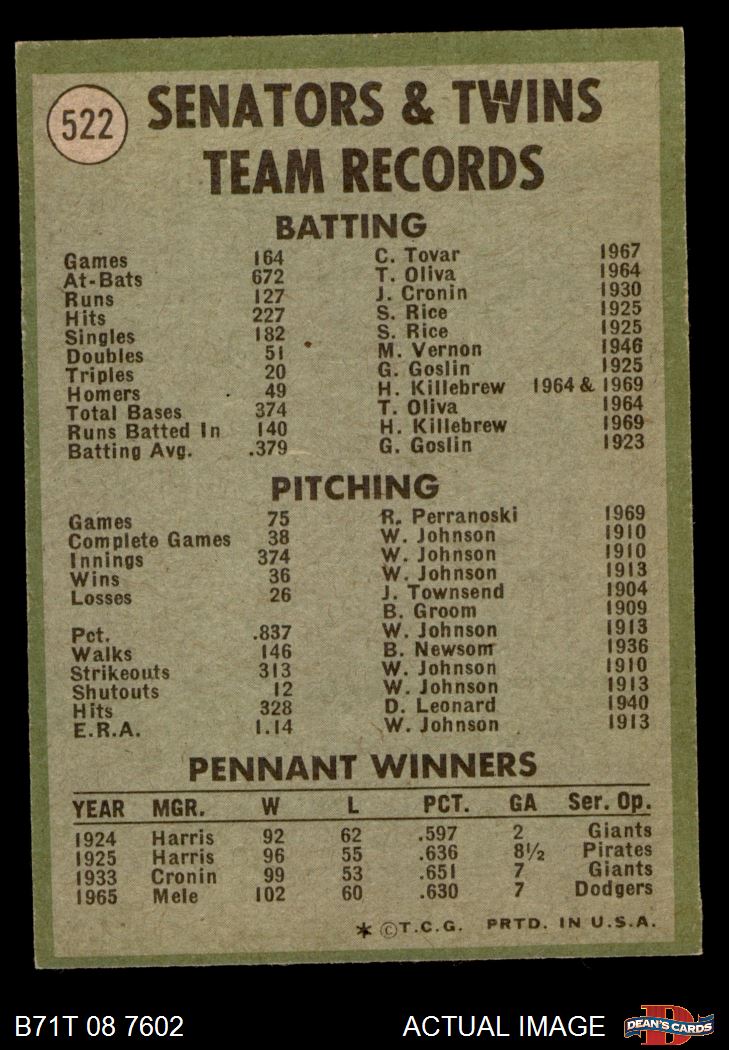 522
SENATORS & TWINS
TEAM RECORDS
BATTING
Games 164 C. Tovar 1967
At-Bats 672 T. Oliva 1964
Runs 127 J. Cronin 1930
Hits 227 S. Rice 1925
Singles 182 S. Rice 1925
Doubles 51 M. Vernon 1946
Triples 20 G. Goslin 1925
Homers 49 H. Killebrew 1964 & 1969
Total Bases 374 T. Oliva 1964
Runs Batted In 140 H. Killebrew 1969
Batting Avg. .379 G. Goslin 1923
PITCHING
Games 75 R. Perranoski 1969
Complete Games 38 W. Johnson 1910
Innings 374 W. Johnson 1910
Wins 36 W. Johnson 1913
Losses 26 J. Townsend 1904
B. Groom 1909
Pct. .837 W. Johnson 1913
Walks 146 B. Newsom 1936
Strikeouts 313 W. Johnson 1910
Shutouts 12 W. Johnson 1913
Hits 328 D. Leonard 1940
E.R.A. 1.14 W. Johnson 1913
PENNANT WINNERS
YEAR MGR. W L PCT. GA Ser. Op.
1924 Harris 92 62 .597 2 Giants
1925 Harris 96 55 .636 8½ Pirates
1933 Cronin 99 53 .651 7 Giants
1965 Mele 102 60 .630 7 Dodgers
* ©T.C.G. PRTD. IN U.S.A.
B71T 08 7602 ACTUAL IMAGE DEAN'S CARDS